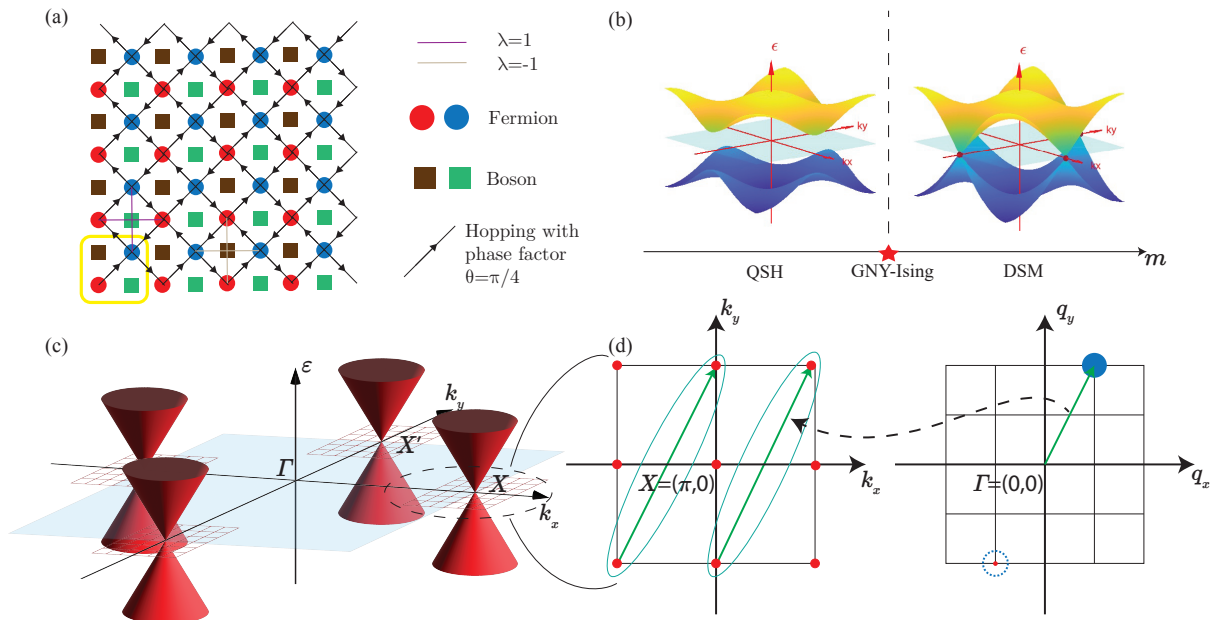 (a)
λ=1
λ=-1
Fermion
Boson
Hopping with
phase factor
θ=π/4
(b)
ϵ
ky
kx
ϵ
ky
kx
QSH
GNY-Ising
DSM
m
(c)
ε
k_y
X'
Γ
X
k_x
(d)
k_y
X=(π,0)
k_x
q_y
Γ=(0,0)
q_x